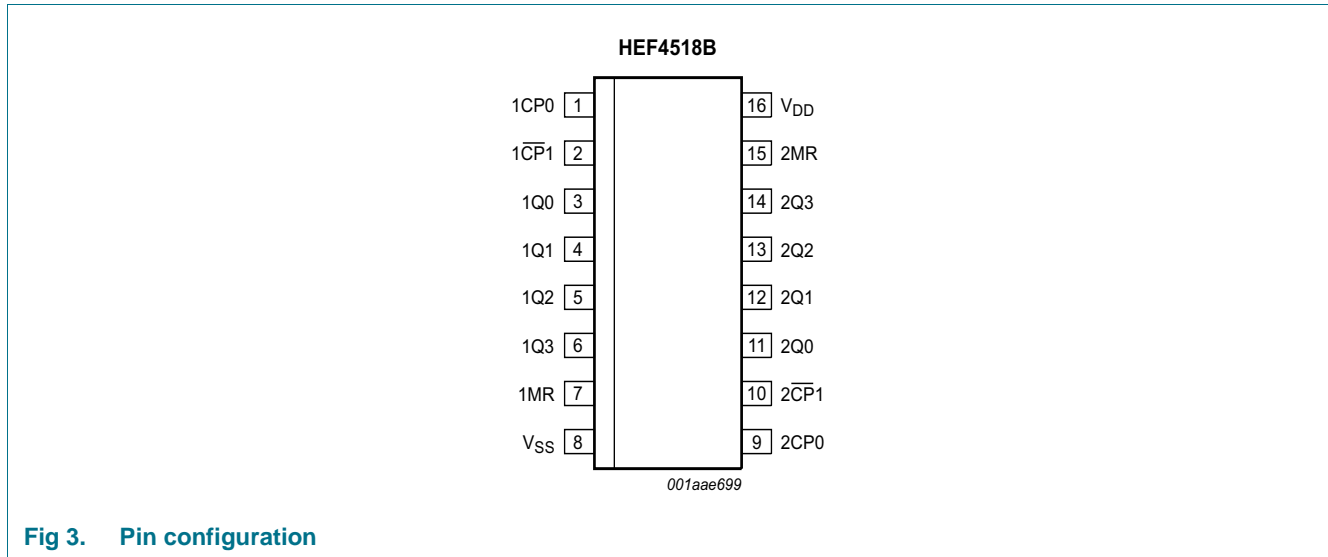 HEF4518B
1CP0 1 16 VDD
1C̅P̅1 2 15 2MR
1Q0 3 14 2Q3
1Q1 4 13 2Q2
1Q2 5 12 2Q1
1Q3 6 11 2Q0
1MR 7 10 2C̅P̅1
VSS 8 9 2CP0
001aae699
Fig 3. Pin configuration